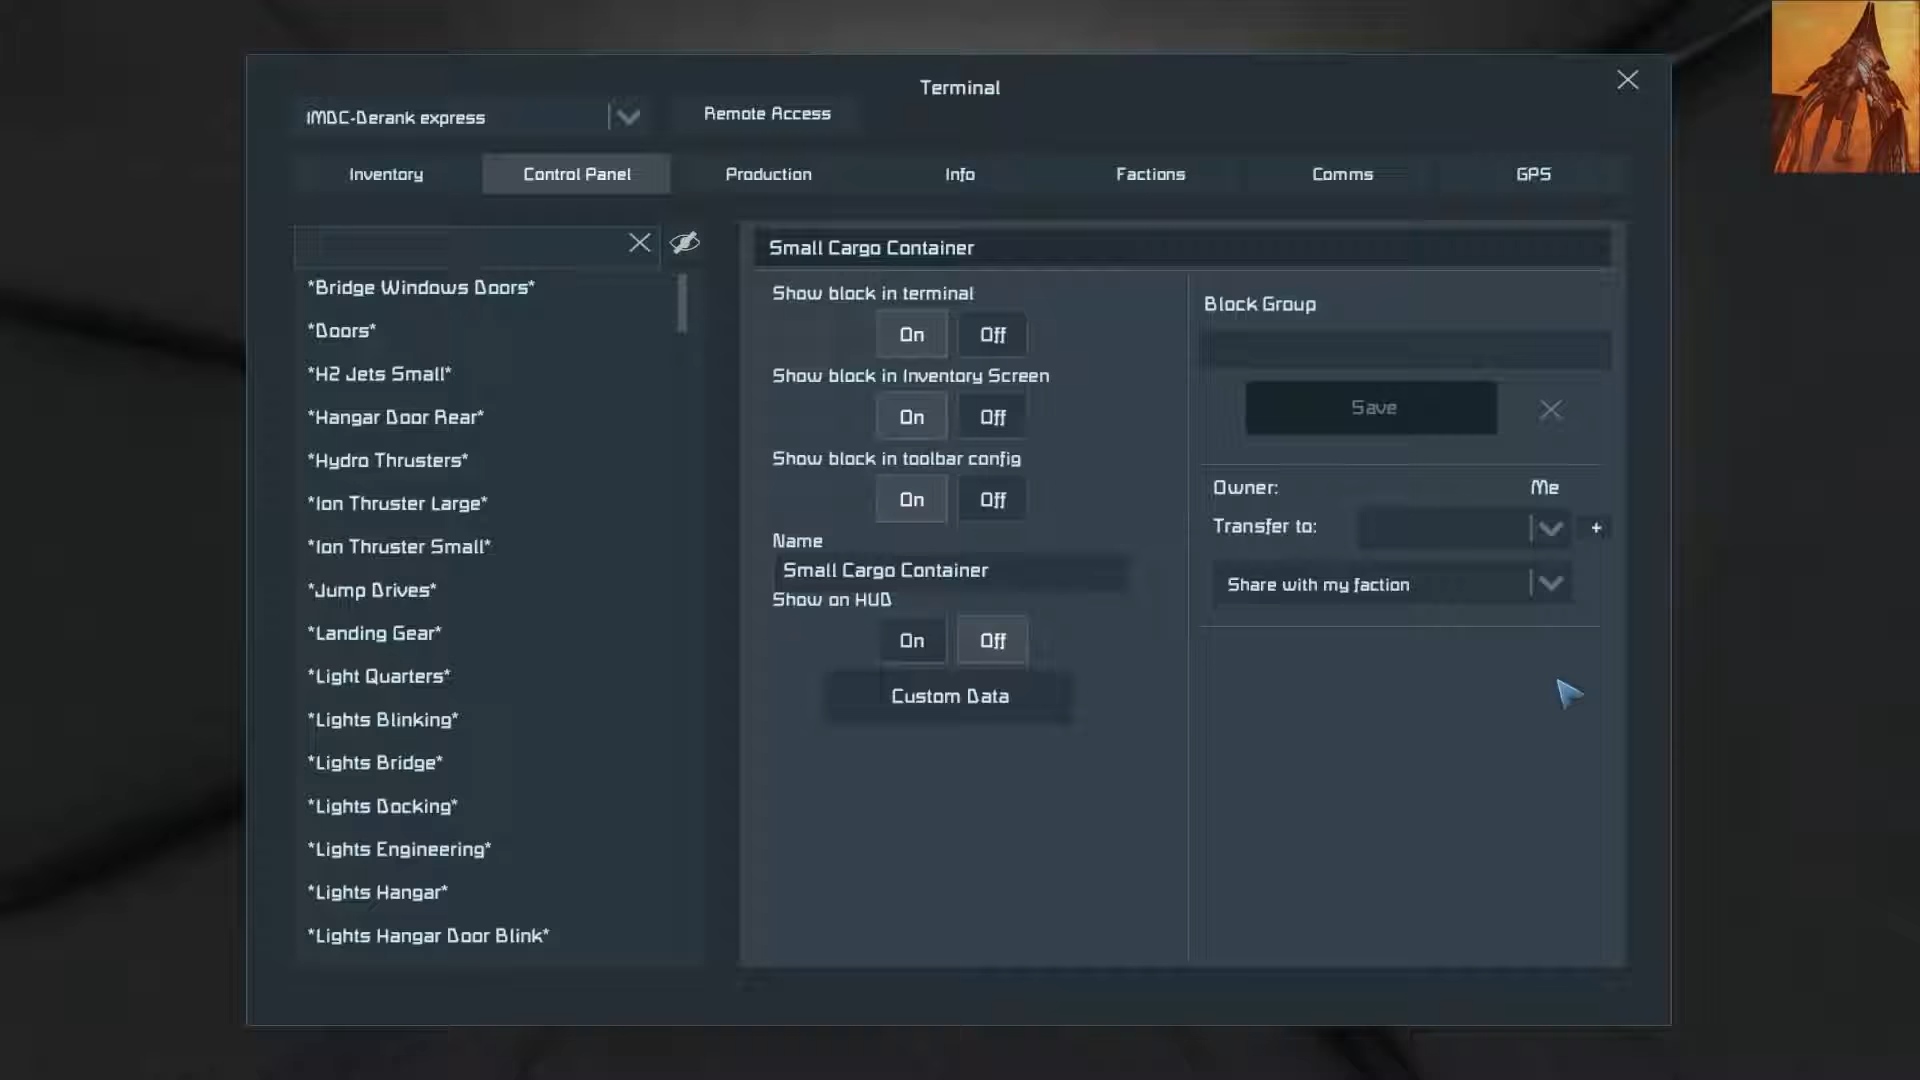 Terminal
IMDC-Derank express
Remote Access
Inventory
Control Panel
Production
Info
Factions
Comms
GPS
*Bridge Windows Doors*
*Doors*
*H2 Jets Small*
*Hangar Door Rear*
*Hydro Thrusters*
*Ion Thruster Large*
*Ion Thruster Small*
*Jump Drives*
*Landing Gear*
*Light Quarters*
*Lights Blinking*
*Lights Bridge*
*Lights Docking*
*Lights Engineering*
*Lights Hangar*
*Lights Hangar Door Blink*
Small Cargo Container
Show block in terminal
On Off
Show block in Inventory Screen
On Off
Show block in toolbar config
On Off
Name
Small Cargo Container
Show on HUD
On Off
Custom Data
Block Group
Save
Owner: Me
Transfer to:
+
Share with my faction